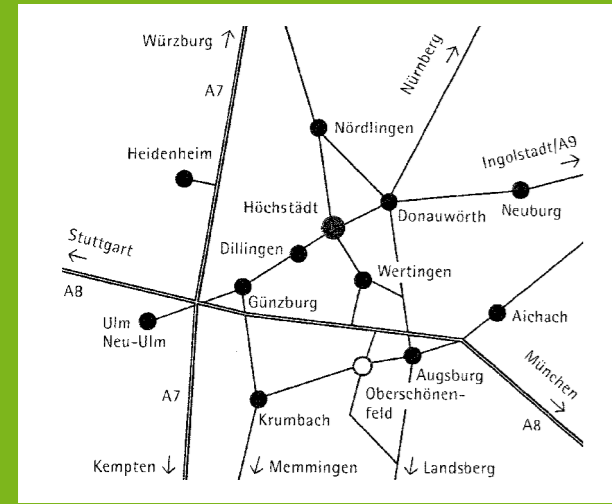 Würzburg ↑
Nürnberg →
A7
Nördlingen
Heidenheim
Ingolstadt/A9 →
Höchstädt
Donauwörth
Neuburg
Stuttgart ←
Dillingen
Wertingen
A8
Günzburg
Aichach
Ulm
Neu-Ulm
Augsburg
München →
Oberschönen-
feld
A7
Krumbach
A8
Kempten ↓
↓ Memmingen
↓ Landsberg